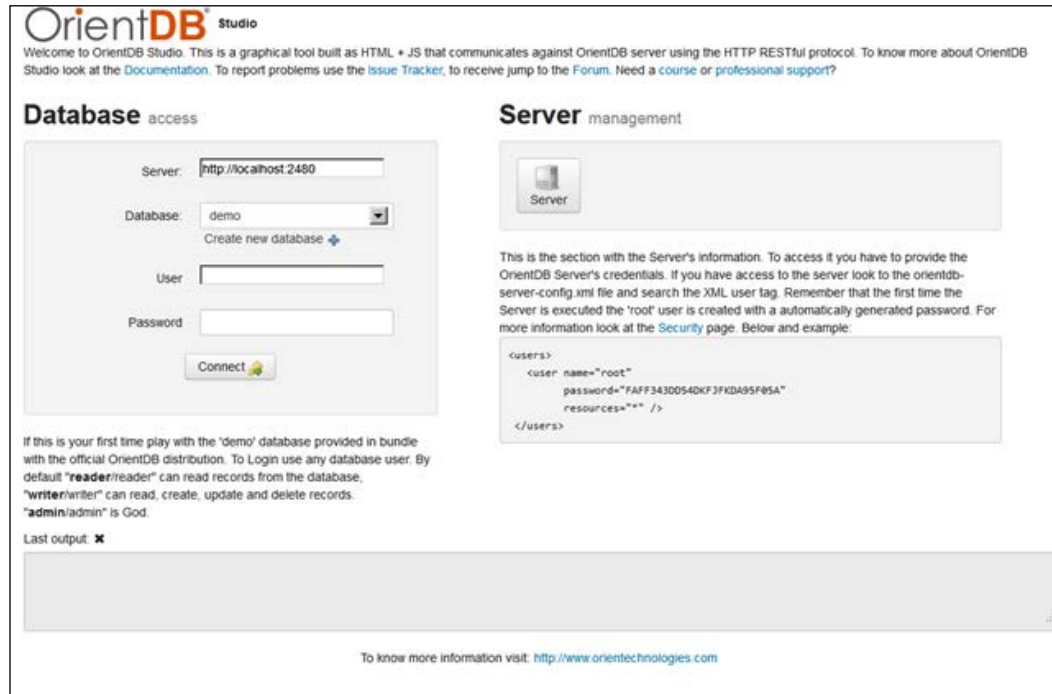 OrientDB® Studio
Welcome to OrientDB Studio. This is a graphical tool built as HTML + JS that communicates against OrientDB server using the HTTP RESTful protocol. To know more about OrientDB
Studio look at the Documentation. To report problems use the Issue Tracker, to receive jump to the Forum. Need a course or professional support?
Database access
Server: http://localhost:2480
Database: demo
Create new database
User
Password
Connect
If this is your first time play with the 'demo' database provided in bundle
with the official OrientDB distribution. To Login use any database user. By
default "reader/reader" can read records from the database,
"writer/writer" can read, create, update and delete records.
"admin/admin" is God.
Server management
Server
This is the section with the Server's information. To access it you have to provide the
OrientDB Server's credentials. If you have access to the server look to the orientdb-
server-config.xml file and search the XML user tag. Remember that the first time the
Server is executed the 'root' user is created with a automatically generated password. For
more information look at the Security page. Below and example:
<users>
<user name="root"
password="FAFF343DD54DKFJFKDA95F05A"
resources="*" />
</users>
Last output:
To know more information visit: http://www.orientechnologies.com